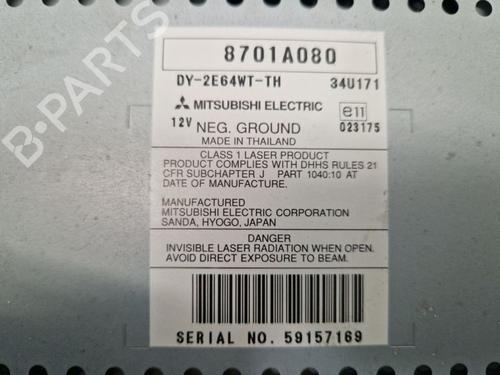 8701A080
DY-2E64WT-TH 34U171
MITSUBISHI ELECTRIC
e11
12V NEG. GROUND
023175
MADE IN THAILAND
CLASS 1 LASER PRODUCT
PRODUCT COMPLIES WITH DHHS RULES 21
CFR SUBCHAPTER J PART 1040:10 AT
DATE OF MANUFACTURE.
MANUFACTURED
MITSUBISHI ELECTRIC CORPORATION
SANDA, HYOGO, JAPAN
DANGER
INVISIBLE LASER RADIATION WHEN OPEN.
AVOID DIRECT EXPOSURE TO BEAM.
SERIAL NO. 59157169
B-PARTS